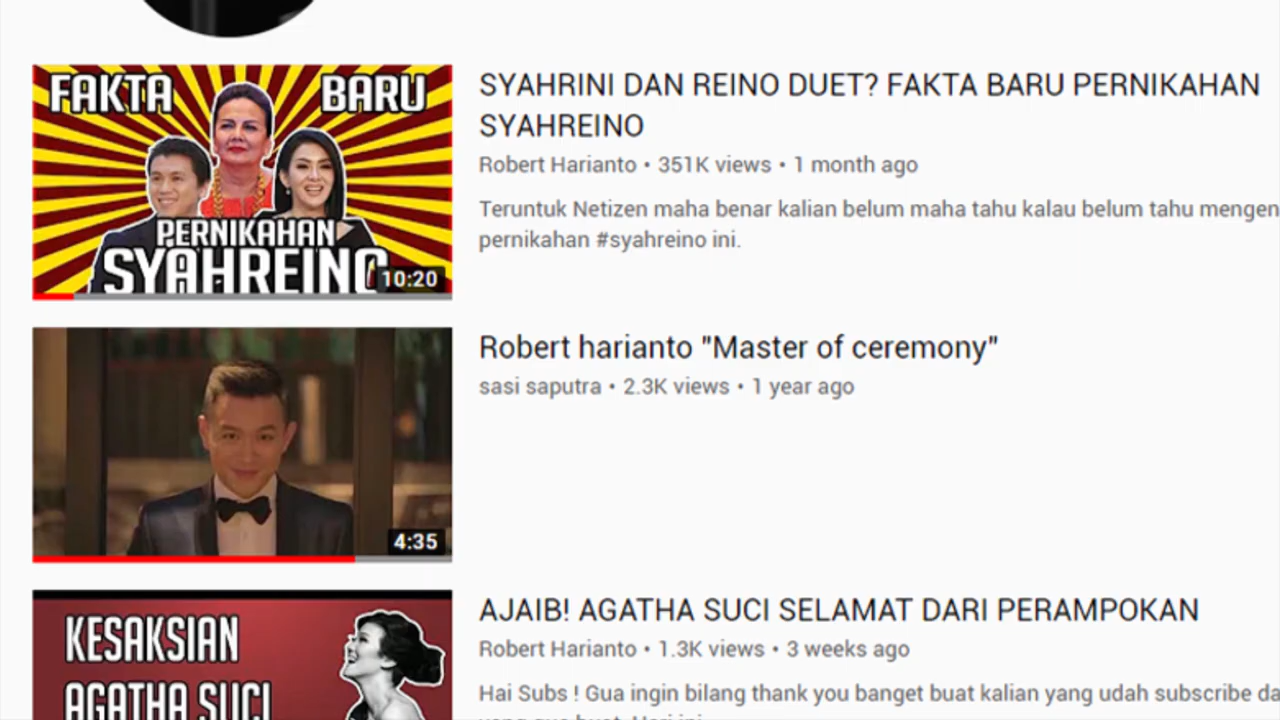 FAKTA BARU
PERNIKAHAN
SYAHREINO
10:20
SYAHRINI DAN REINO DUET? FAKTA BARU PERNIKAHAN
SYAHREINO
Robert Harianto • 351K views • 1 month ago
Teruntuk Netizen maha benar kalian belum maha tahu kalau belum tahu mengen
pernikahan #syahreino ini.
4:35
Robert harianto "Master of ceremony"
sasi saputra • 2.3K views • 1 year ago
KESAKSIAN
AGATHA SUCI
AJAIB! AGATHA SUCI SELAMAT DARI PERAMPOKAN
Robert Harianto • 1.3K views • 3 weeks ago
Hai Subs ! Gua ingin bilang thank you banget buat kalian yang udah subscribe da